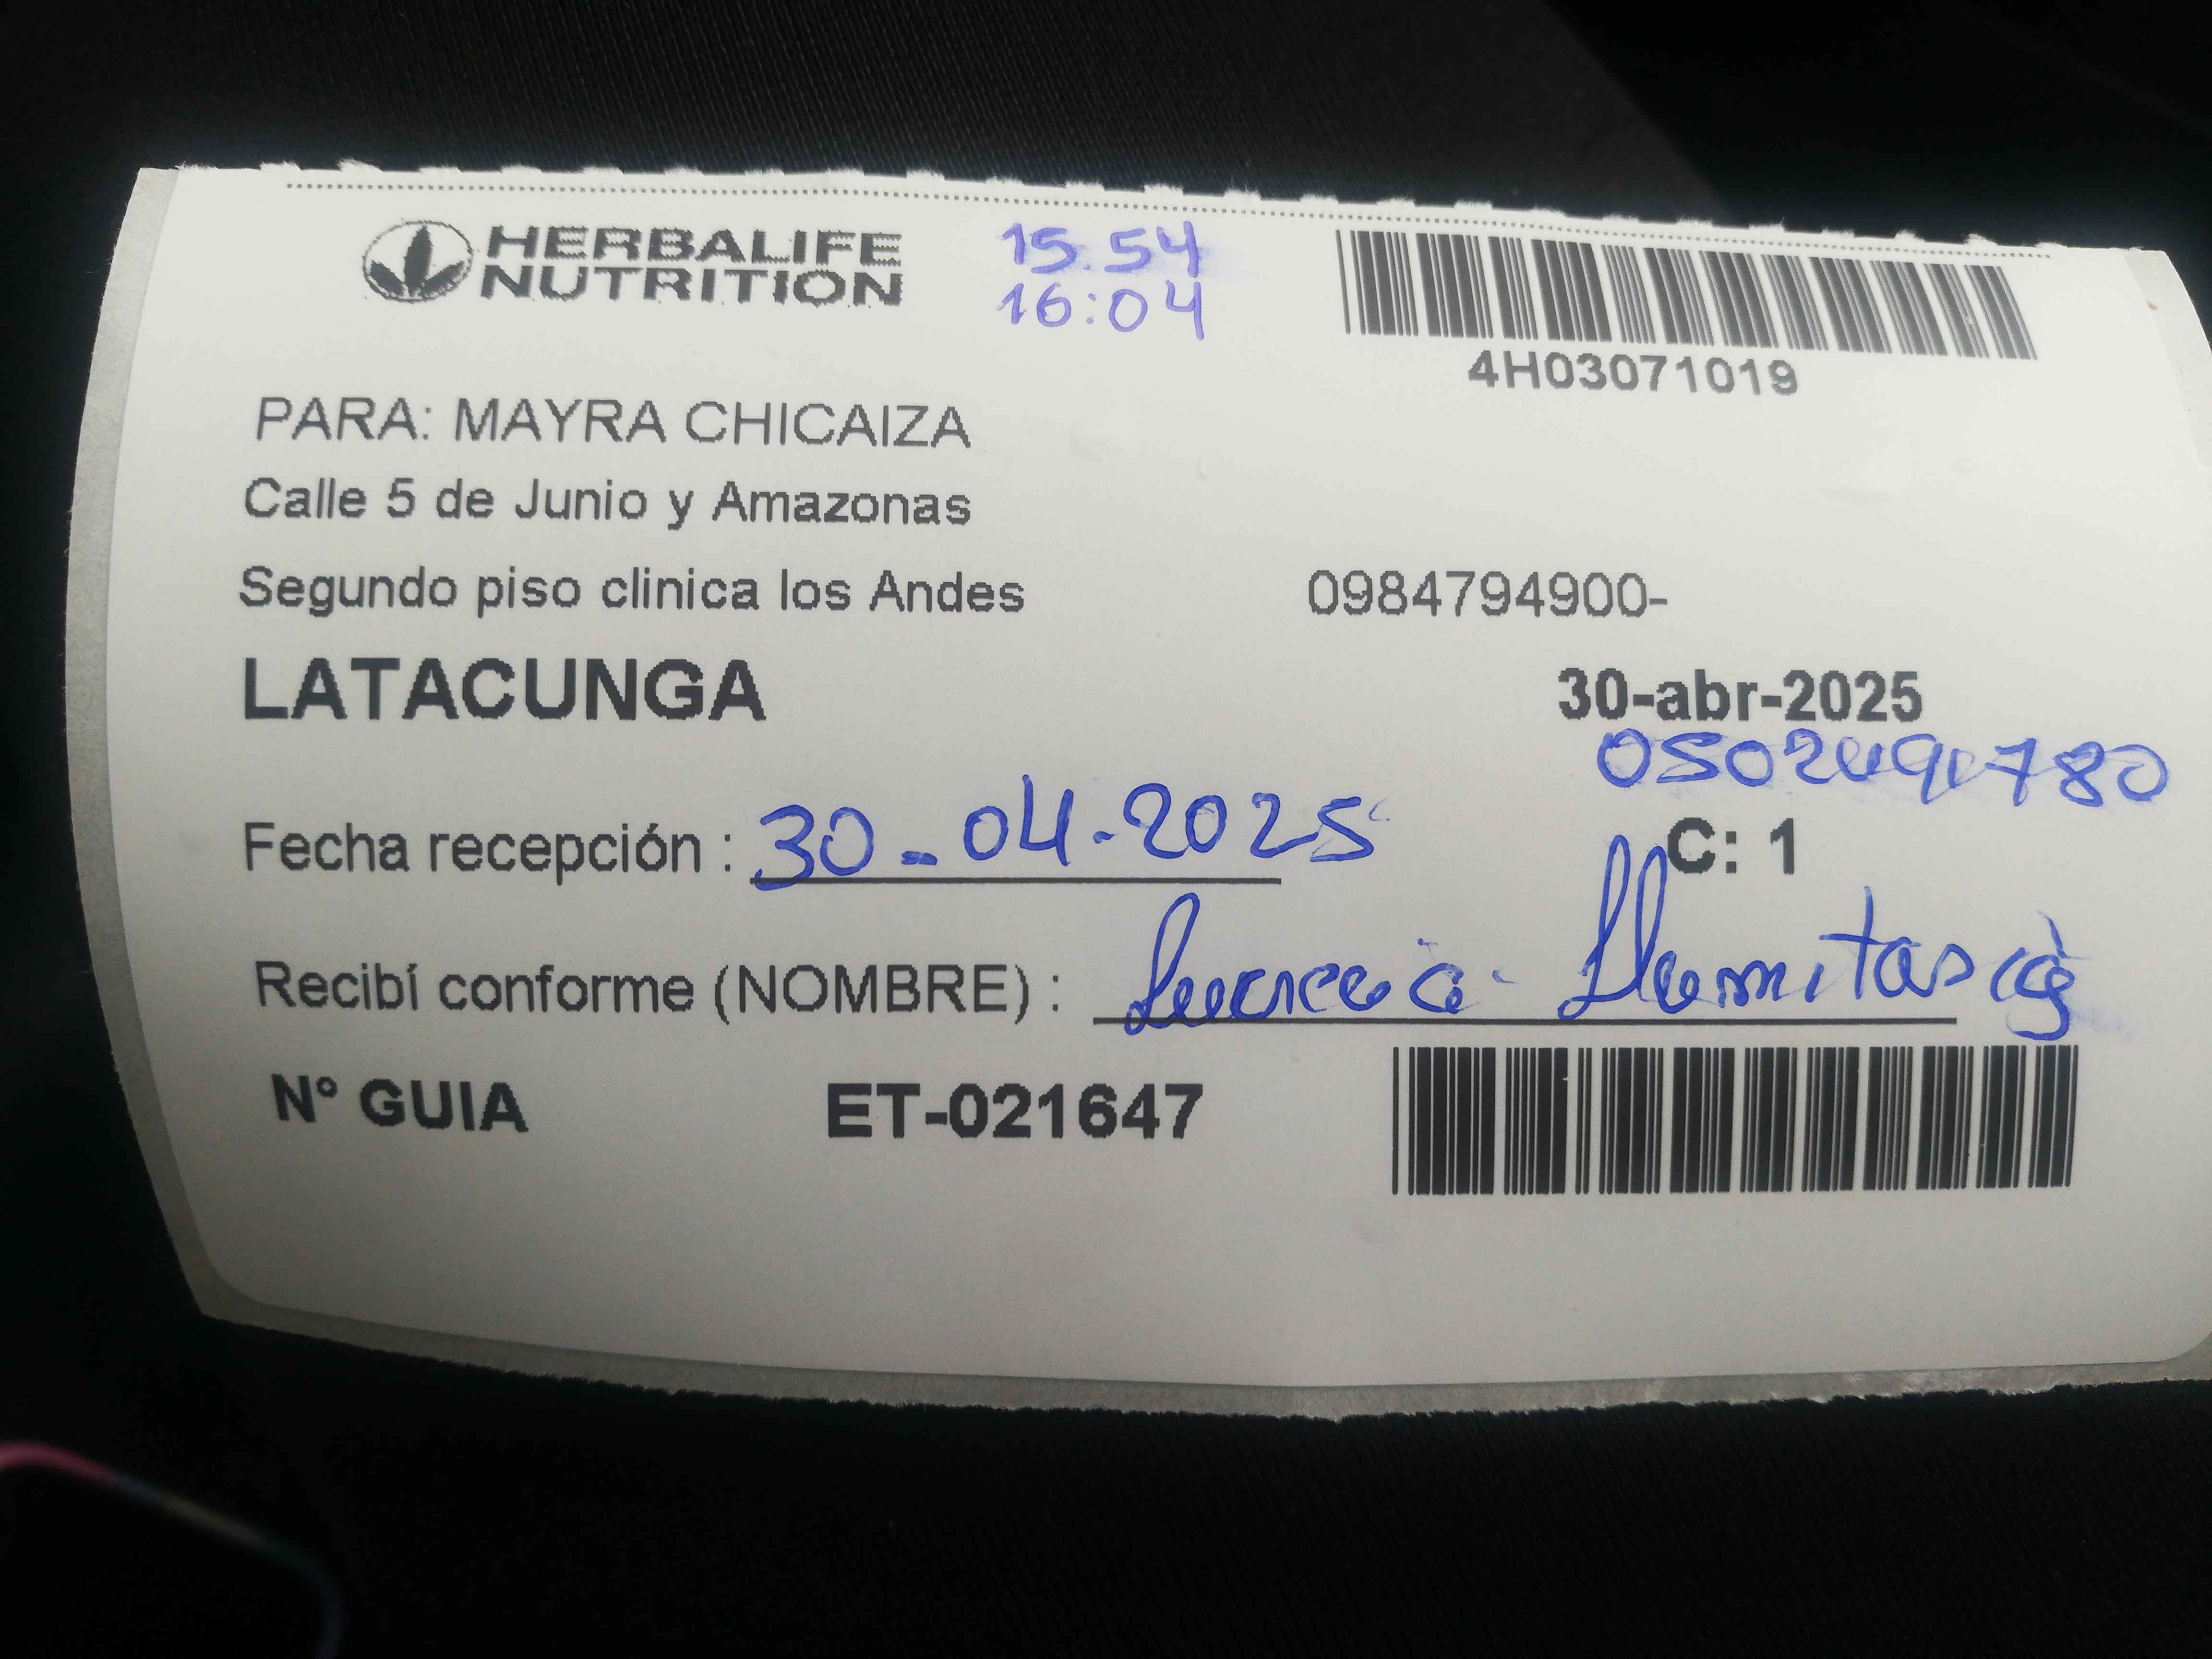 HERBALIFE
NUTRITION
15.54
16:04
4H03071019
PARA: MAYRA CHICAIZA
Calle 5 de Junio y Amazonas
Segundo piso clinica los Andes
0984794900-
LATACUNGA
30-abr-2025
Fecha recepción : 30-04-2025
C: 1
Recibí conforme (NOMBRE) :
N° GUIA ET-021647